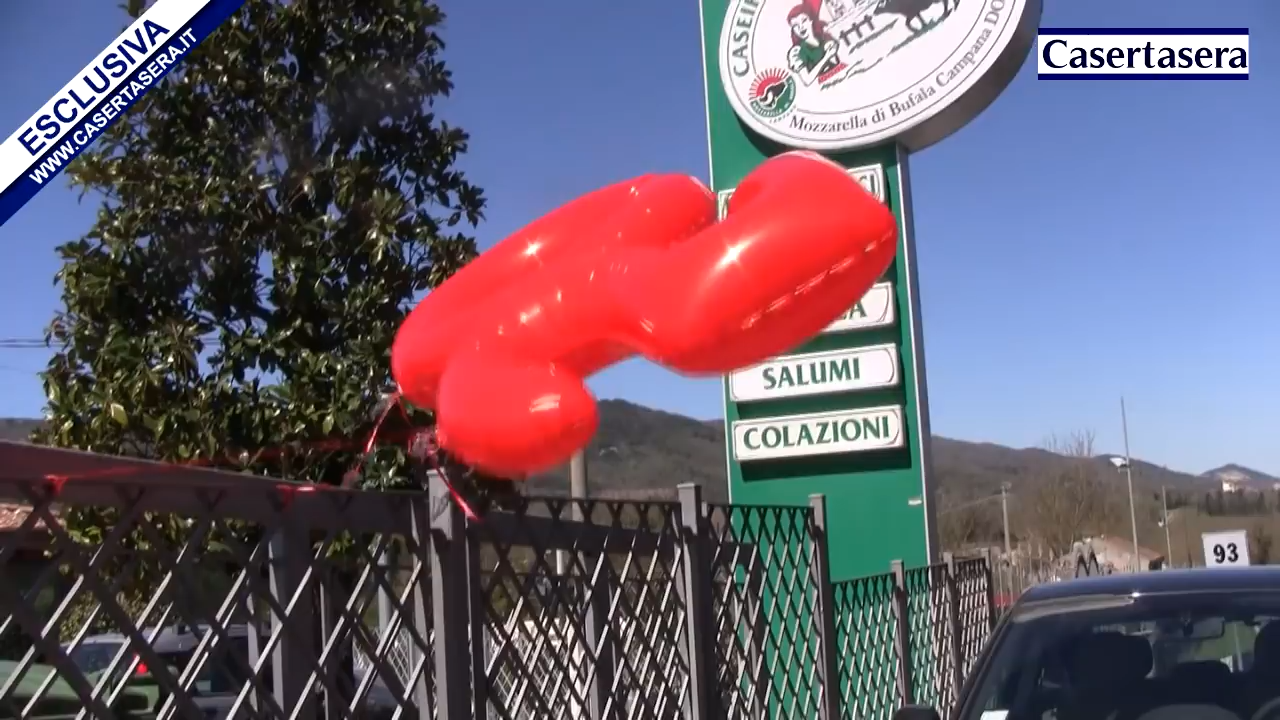 ESCLUSIVA
WWW.CASERTASERA.IT
Casertasera
Mozzarella di Bufala Campana
SALUMI
COLAZIONI
93